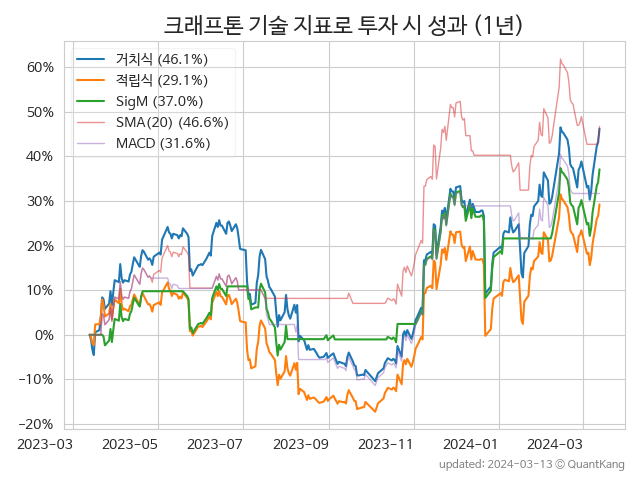 크래프톤 기술 지표로 투자 시 성과 (1년)
거치식 (46.1%)
적립식 (29.1%)
SigM (37.0%)
SMA(20) (46.6%)
MACD (31.6%)
60%
50%
40%
30%
20%
10%
0%
−10%
−20%
2023-03 2023-05 2023-07 2023-09 2023-11 2024-01 2024-03
updated: 2024-03-13 © QuantKang